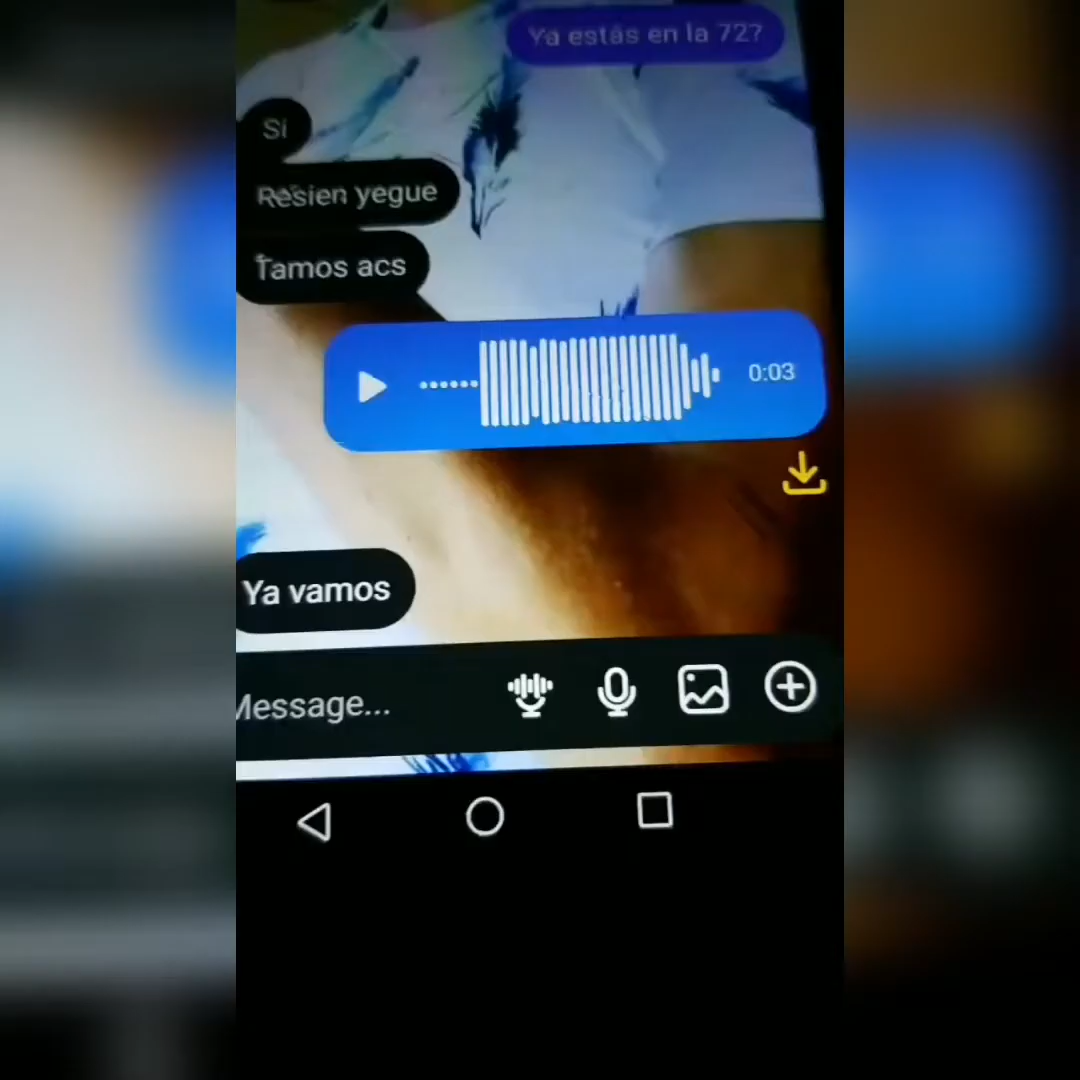 Ya estás en la 72?
Si
Resien yegue
Tamos acs
0:03
Ya vamos
Message...